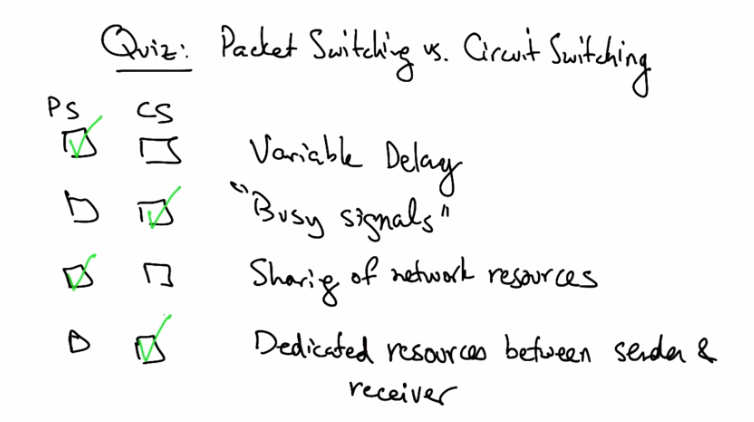 Quiz: Packet Switching vs. Circuit Switching
PS CS
Variable Delay
"Busy signals"
Sharig of network resources
Dedicated resources between sender &
receiver